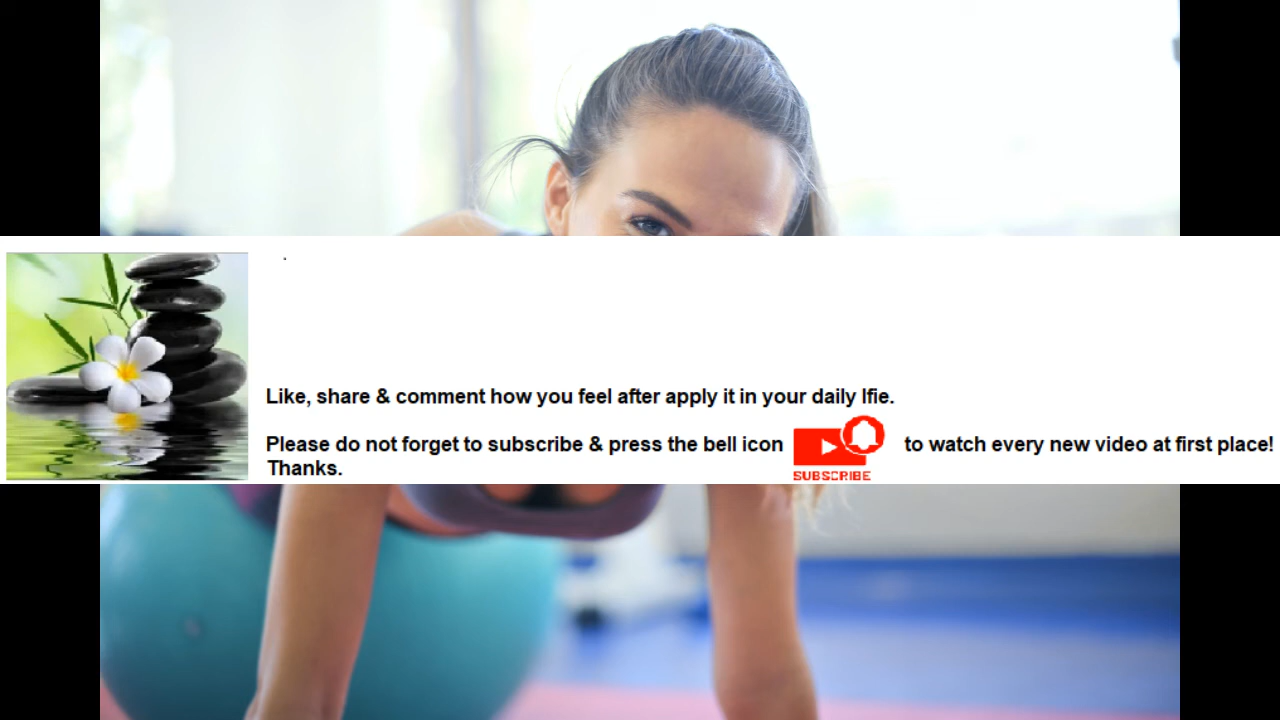 Like, share & comment how you feel after apply it in your daily lfie.
Please do not forget to subscribe & press the bell icon to watch every new video at first place!
SUBSCRIBE
Thanks.